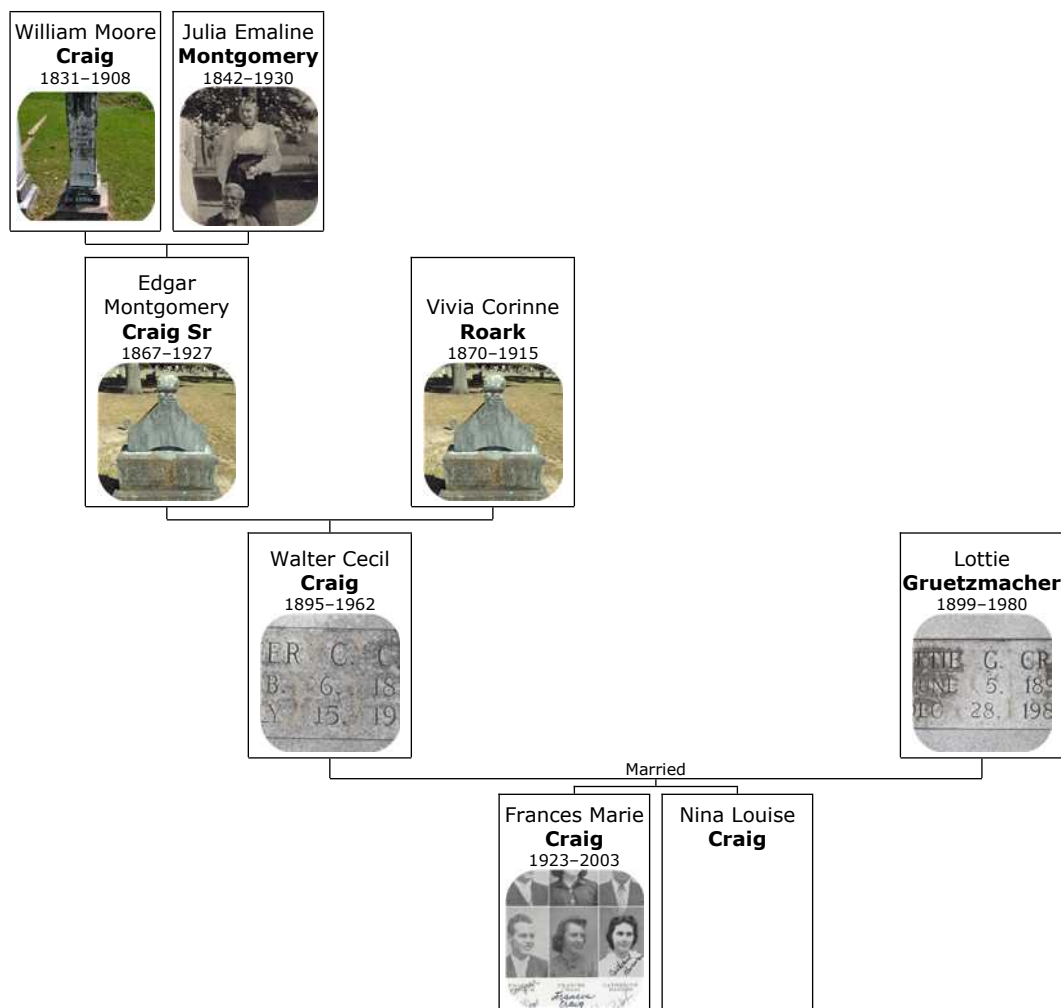 William Moore
Craig
1831–1908
Julia Emaline
Montgomery
1842–1930
Edgar
Montgomery
Craig Sr
1867–1927
Vivia Corinne
Roark
1870–1915
Walter Cecil
Craig
1895–1962
ER C. C
B. 6, 18
Y 15, 19
Lottie
Gruetzmacher
1899–1980
TTIE G. CR
UNE 5, 189
28, 198
Married
Frances Marie
Craig
1923–2003
Frances
Craig
Nina Louise
Craig